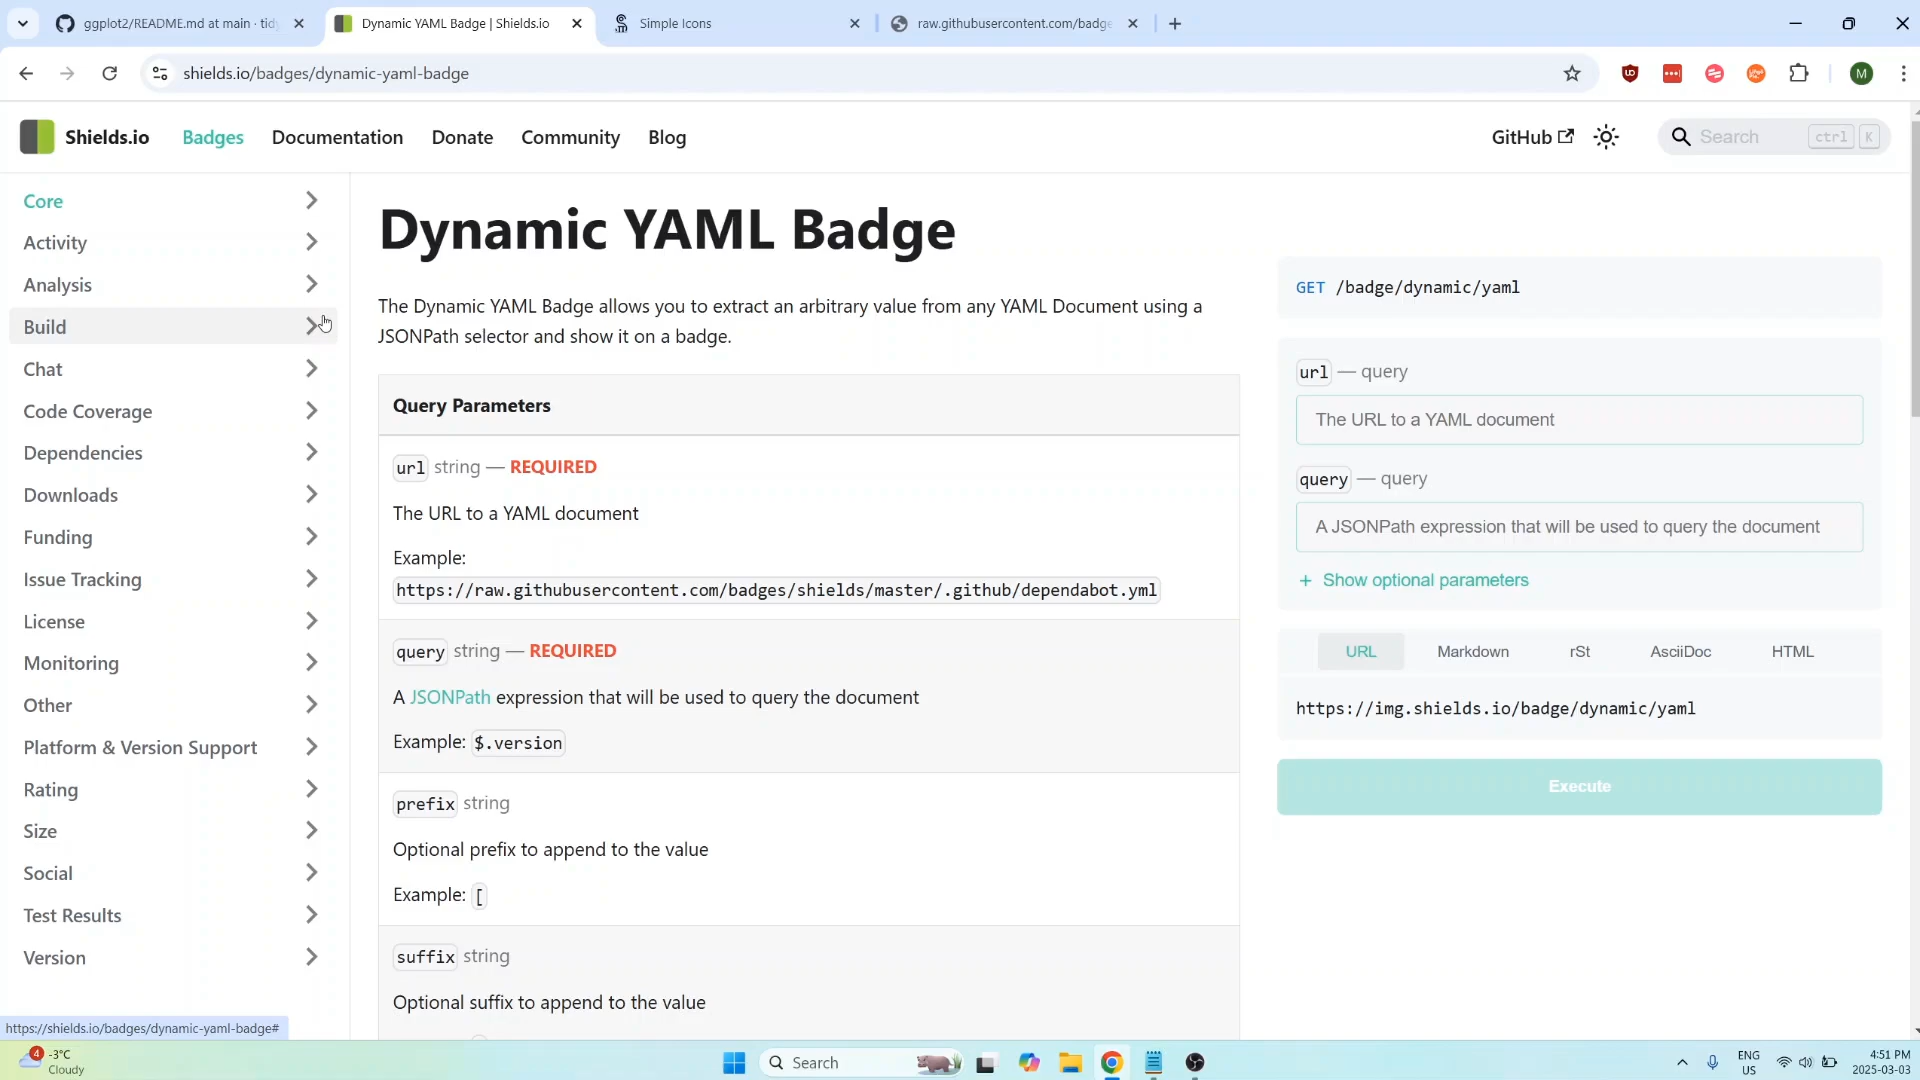 ggplot2/README.md at main · tidy
Dynamic YAML Badge | Shields.io
Simple Icons
raw.githubusercontent.com/badge
shields.io/badges/dynamic-yaml-badge
M
Shields.io
Badges
Documentation
Donate
Community
Blog
GitHub
Search
ctrl K
Core
Activity
Analysis
Build
Chat
Code Coverage
Dependencies
Downloads
Funding
Issue Tracking
License
Monitoring
Other
Platform & Version Support
Rating
Size
Social
Test Results
Version
https://shields.io/badges/dynamic-yaml-badge#
Dynamic YAML Badge
The Dynamic YAML Badge allows you to extract an arbitrary value from any YAML Document using a
JSONPath selector and show it on a badge.
Query Parameters
url string — REQUIRED
The URL to a YAML document
Example:
https://raw.githubusercontent.com/badges/shields/master/.github/dependabot.yml
query string — REQUIRED
A JSONPath expression that will be used to query the document
Example: $.version
prefix string
Optional prefix to append to the value
Example: [
suffix string
Optional suffix to append to the value
GET /badge/dynamic/yaml
url — query
The URL to a YAML document
query — query
A JSONPath expression that will be used to query the document
+ Show optional parameters
URL Markdown rSt AsciiDoc HTML
https://img.shields.io/badge/dynamic/yaml
Execute
4
-3°C
Cloudy
Search
ENG
US
4:51 PM
2025-03-03